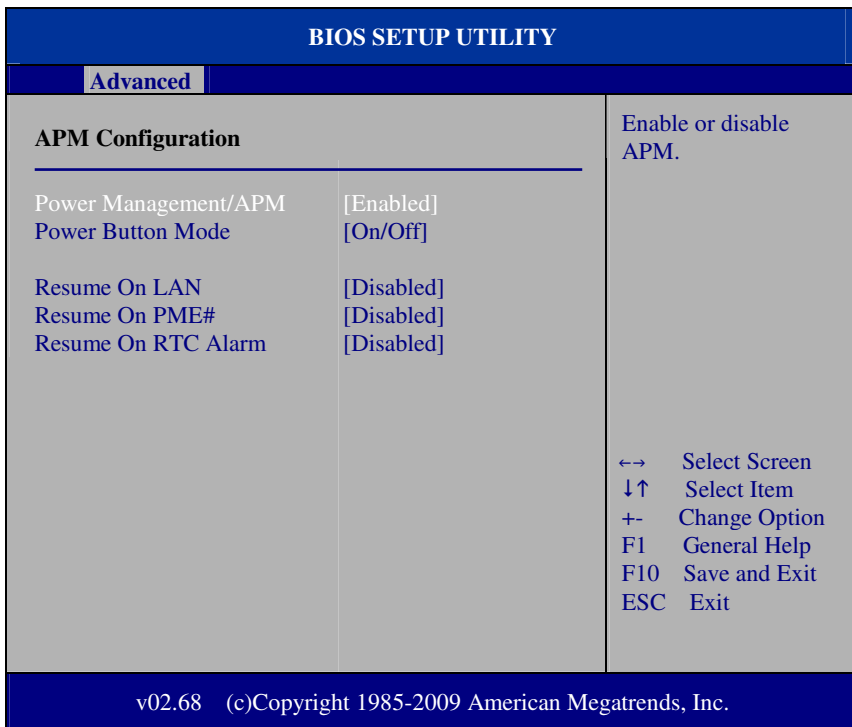 BIOS SETUP UTILITY
Advanced
APM Configuration
Power Management/APM [Enabled]
Power Button Mode [On/Off]
Resume On LAN [Disabled]
Resume On PME# [Disabled]
Resume On RTC Alarm [Disabled]
Enable or disable
APM.
←→ Select Screen
↓↑ Select Item
+- Change Option
F1 General Help
F10 Save and Exit
ESC Exit
v02.68 (c)Copyright 1985-2009 American Megatrends, Inc.